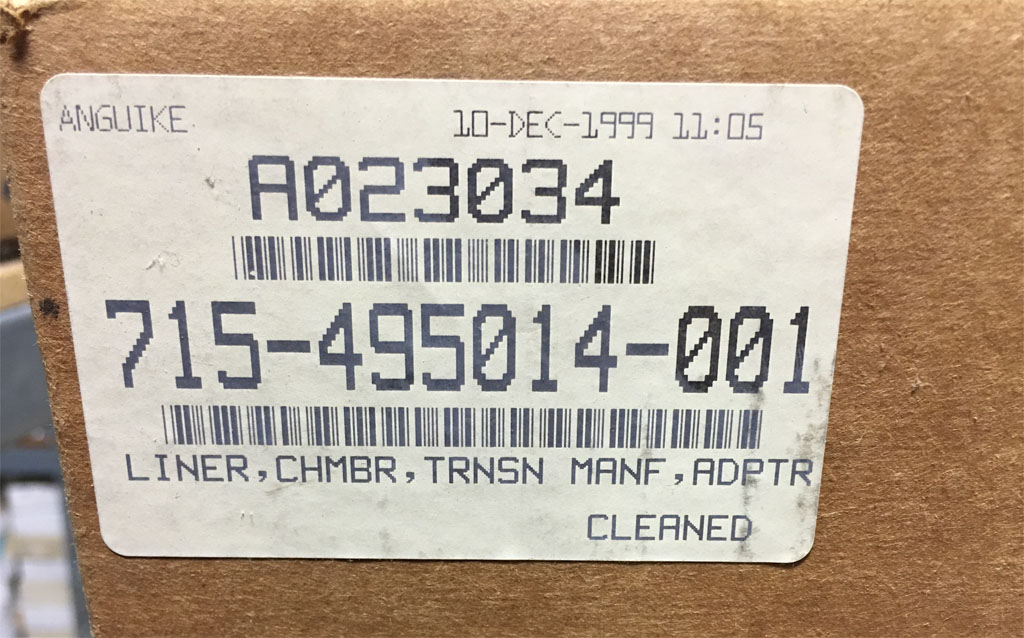 ANGUIKE 10-DEC-1999 11:05
A023034
715-495014-001
LINER,CHMBR,TRNSN MANF,ADPTR
CLEANED